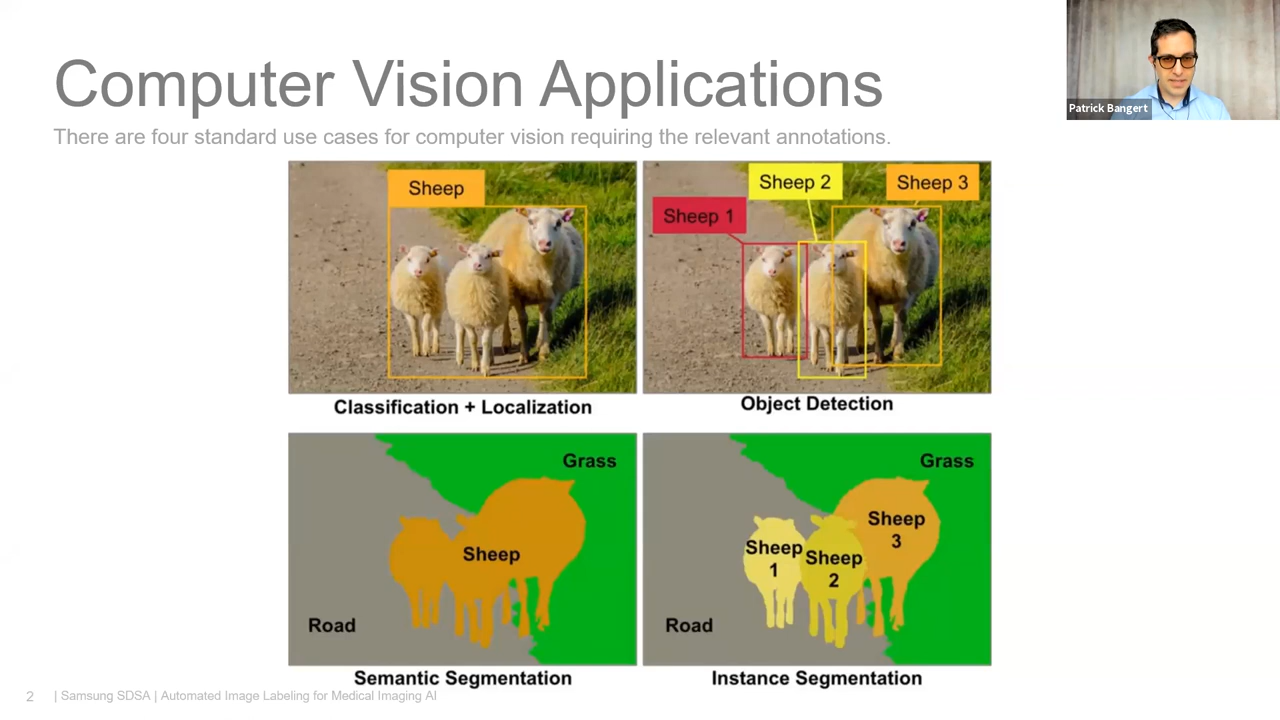 Computer Vision Applications
There are four standard use cases for computer vision requiring the relevant annotations.
Patrick Bangert
Sheep
Sheep 1
Sheep 2
Sheep 3
Classification + Localization
Object Detection
Grass
Sheep
Road
Semantic Segmentation
Grass
Sheep
1
Sheep
2
Sheep
3
Road
Instance Segmentation
2 | Samsung SDSA | Automated Image Labeling for Medical Imaging AI